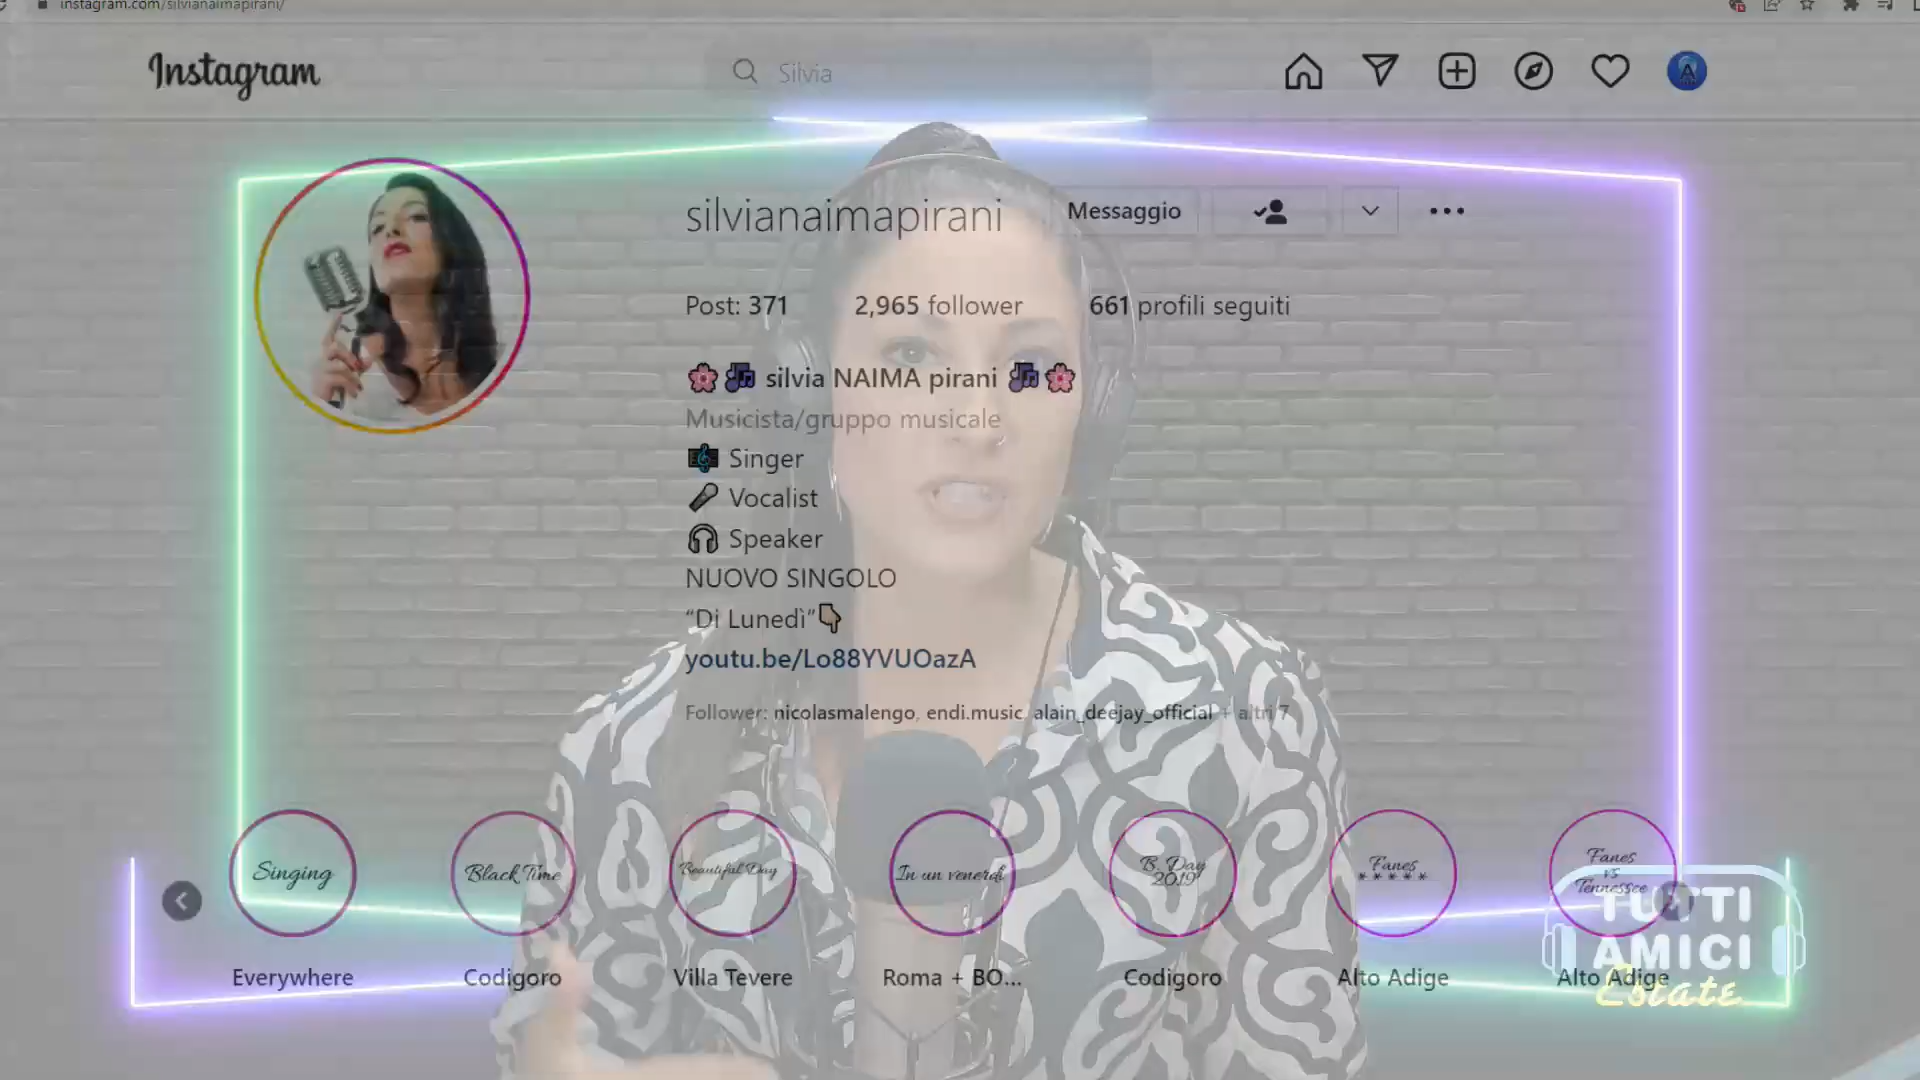 instagram.com/silvianaimapirani/
Instagram
Silvia
silvianaimapirani
Messaggio
Post: 371 2,965 follower 661 profili seguiti
silvia NAIMA pirani
Musicista/gruppo musicale
Singer
Vocalist
Speaker
NUOVO SINGOLO
“Di Lunedì”
youtu.be/Lo88YVUOazA
Follower: nicolasmalengo, endi.music, alain_deejay_official + altri 7
Singing
Black Time
Beautiful Day
In un venerdì
B. Day
2019
Fanes
*****
Fanes
vs
Tennessee
Everywhere
Codigoro
Villa Tevere
Roma + BO...
Codigoro
Alto Adige
Alto Adige
TUTTI
AMICI
Estate